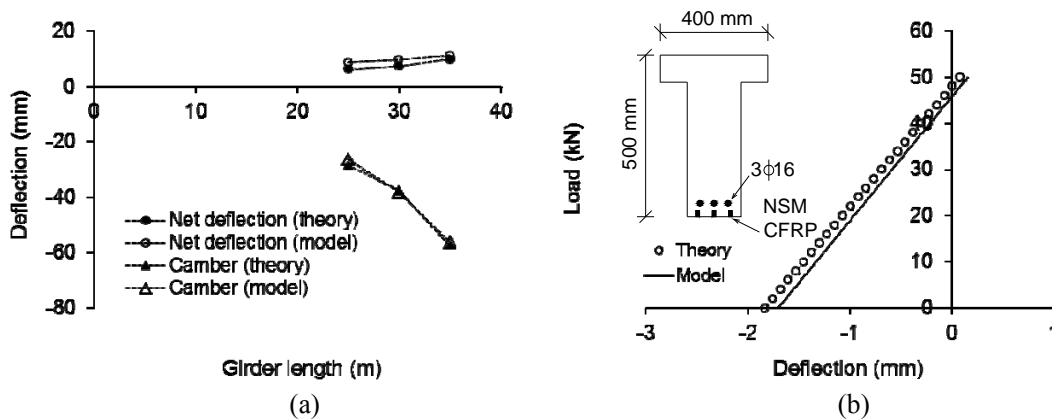 20
0
−20
−40
−60
−80
0
10
20
30
40
Deflection (mm)
Net deflection (theory)
Net deflection (model)
Camber (theory)
Camber (model)
Girder length (m)
(a)
400 mm
500 mm
3ϕ16
NSM
CFRP
Theory
Model
Load (kN)
60
50
40
30
20
10
0
−3
−2
−1
0
1
Deflection (mm)
(b)